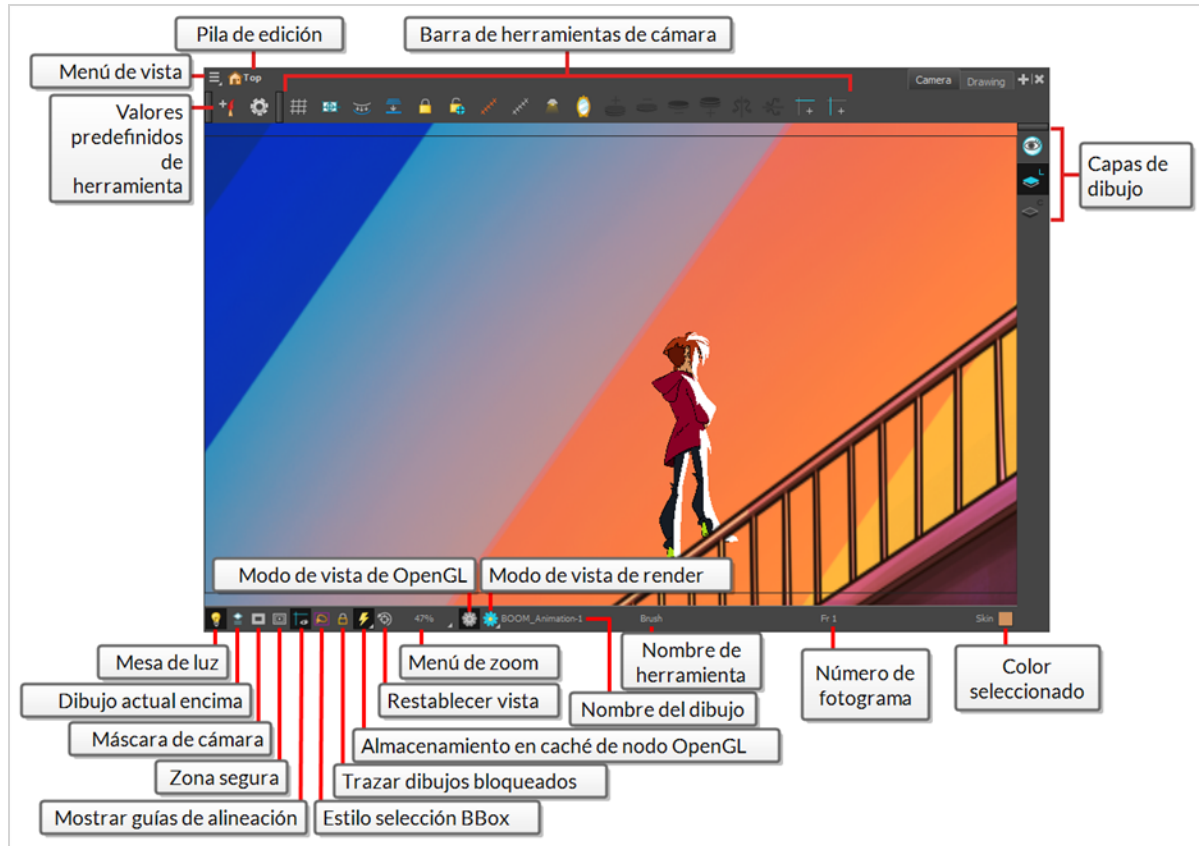 Pila de edición
Barra de herramientas de cámara
Menú de vista
Top
Camera
Drawing
Valores
predefinidos
de
herramienta
L
C
Capas de
dibujo
Modo de vista de OpenGL
Modo de vista de render
47%
BOOM_Animation-1
Brush
Fr 1
Skin
Mesa de luz
Menú de zoom
Nombre de
herramienta
Número de
fotograma
Color
seleccionado
Dibujo actual encima
Restablecer vista
Nombre del dibujo
Máscara de cámara
Almacenamiento en caché de nodo OpenGL
Zona segura
Trazar dibujos bloqueados
Mostrar guías de alineación
Estilo selección BBox